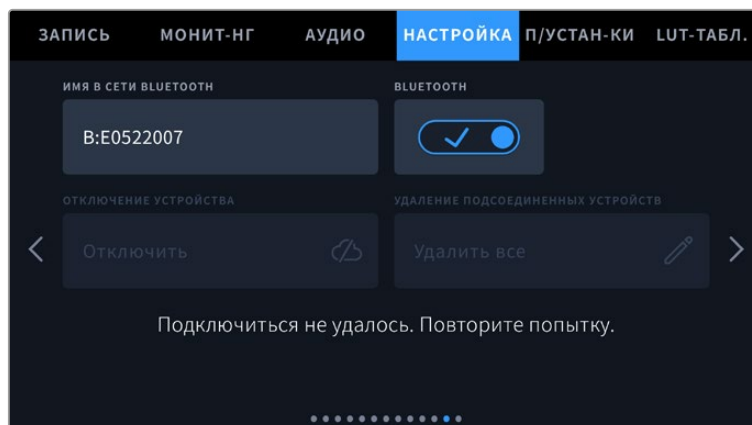 ЗАПИСЬ МОНИТ-НГ АУДИО НАСТРОЙКА П/УСТАН-КИ LUT-ТАБЛ.
ИМЯ В СЕТИ BLUETOOTH BLUETOOTH
B:E0522007
ОТКЛЮЧЕНИЕ УСТРОЙСТВА УДАЛЕНИЕ ПОДСОЕДИНЕННЫХ УСТРОЙСТВ
Отключить Удалить все
Подключиться не удалось. Повторите попытку.